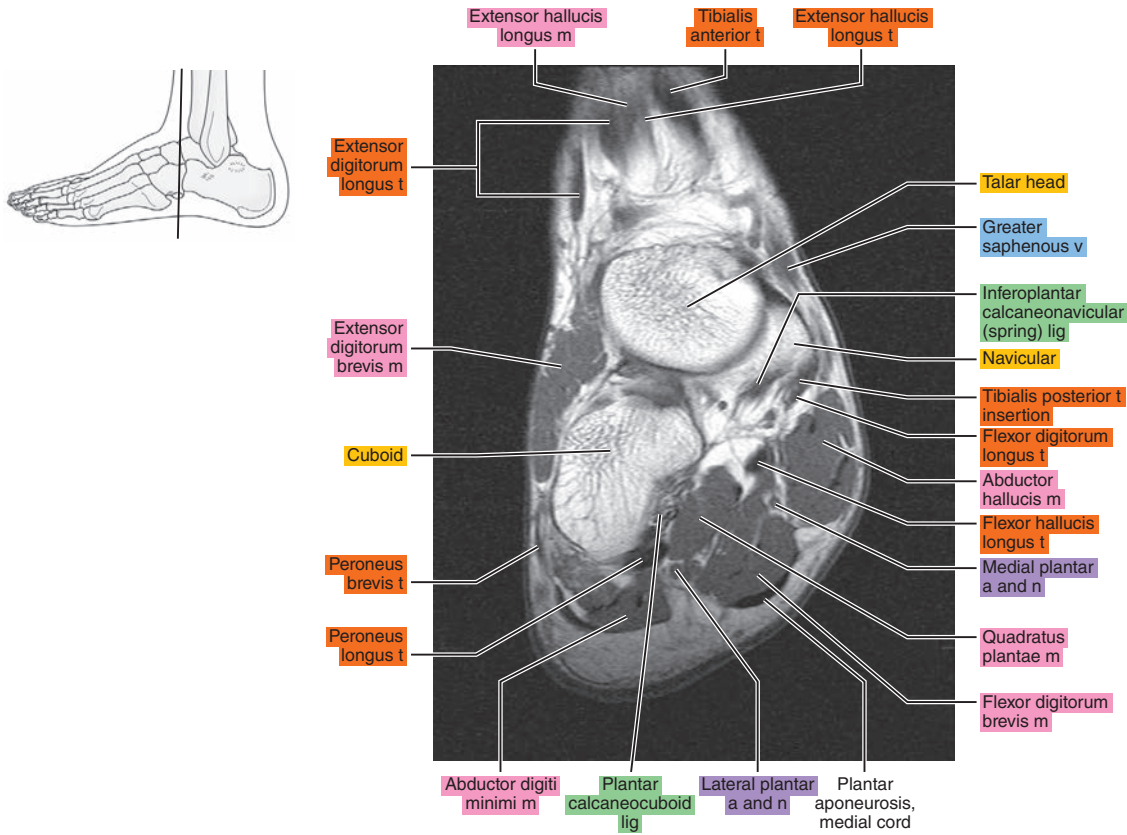 Extensor hallucis
longus m
Tibialis
anterior t
Extensor hallucis
longus t
Extensor
digitorum
longus t
Extensor
digitorum
brevis m
Cuboid
Peroneus
brevis t
Peroneus
longus t
Talar head
Greater
saphenous v
Inferoplantar
calcaneonavicular
(spring) lig
Navicular
Tibialis posterior t
insertion
Flexor digitorum
longus t
Abductor
hallucis m
Flexor hallucis
longus t
Medial plantar
a and n
Quadratus
plantae m
Flexor digitorum
brevis m
Abductor digiti
minimi m
Plantar
calcaneocuboid
lig
Lateral plantar
a and n
Plantar
aponeurosis,
medial cord